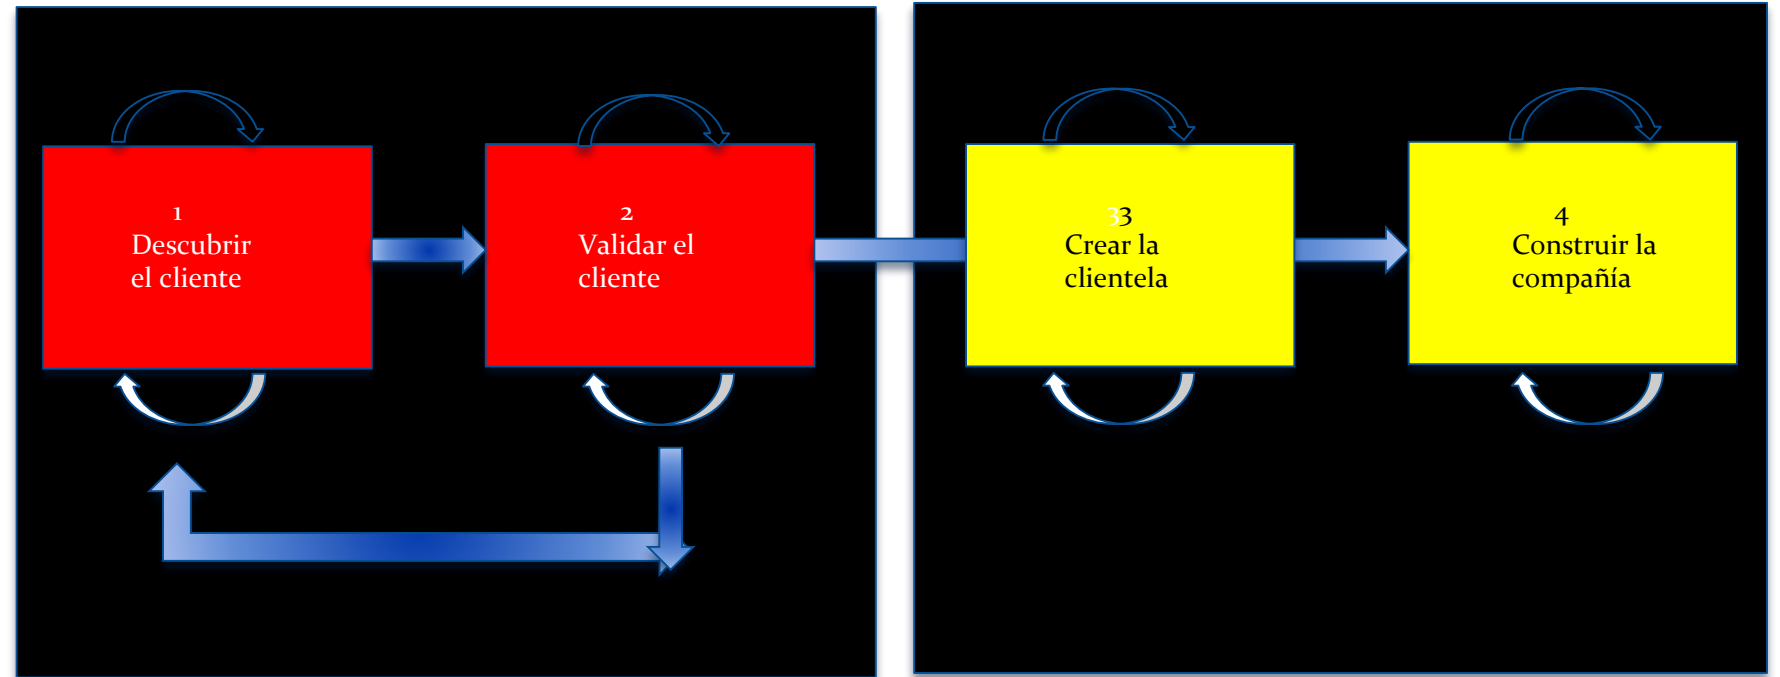 1
Descubrir
el cliente
2
Validar el
cliente
33
Crear la
clientela
4
Construir la
compañía